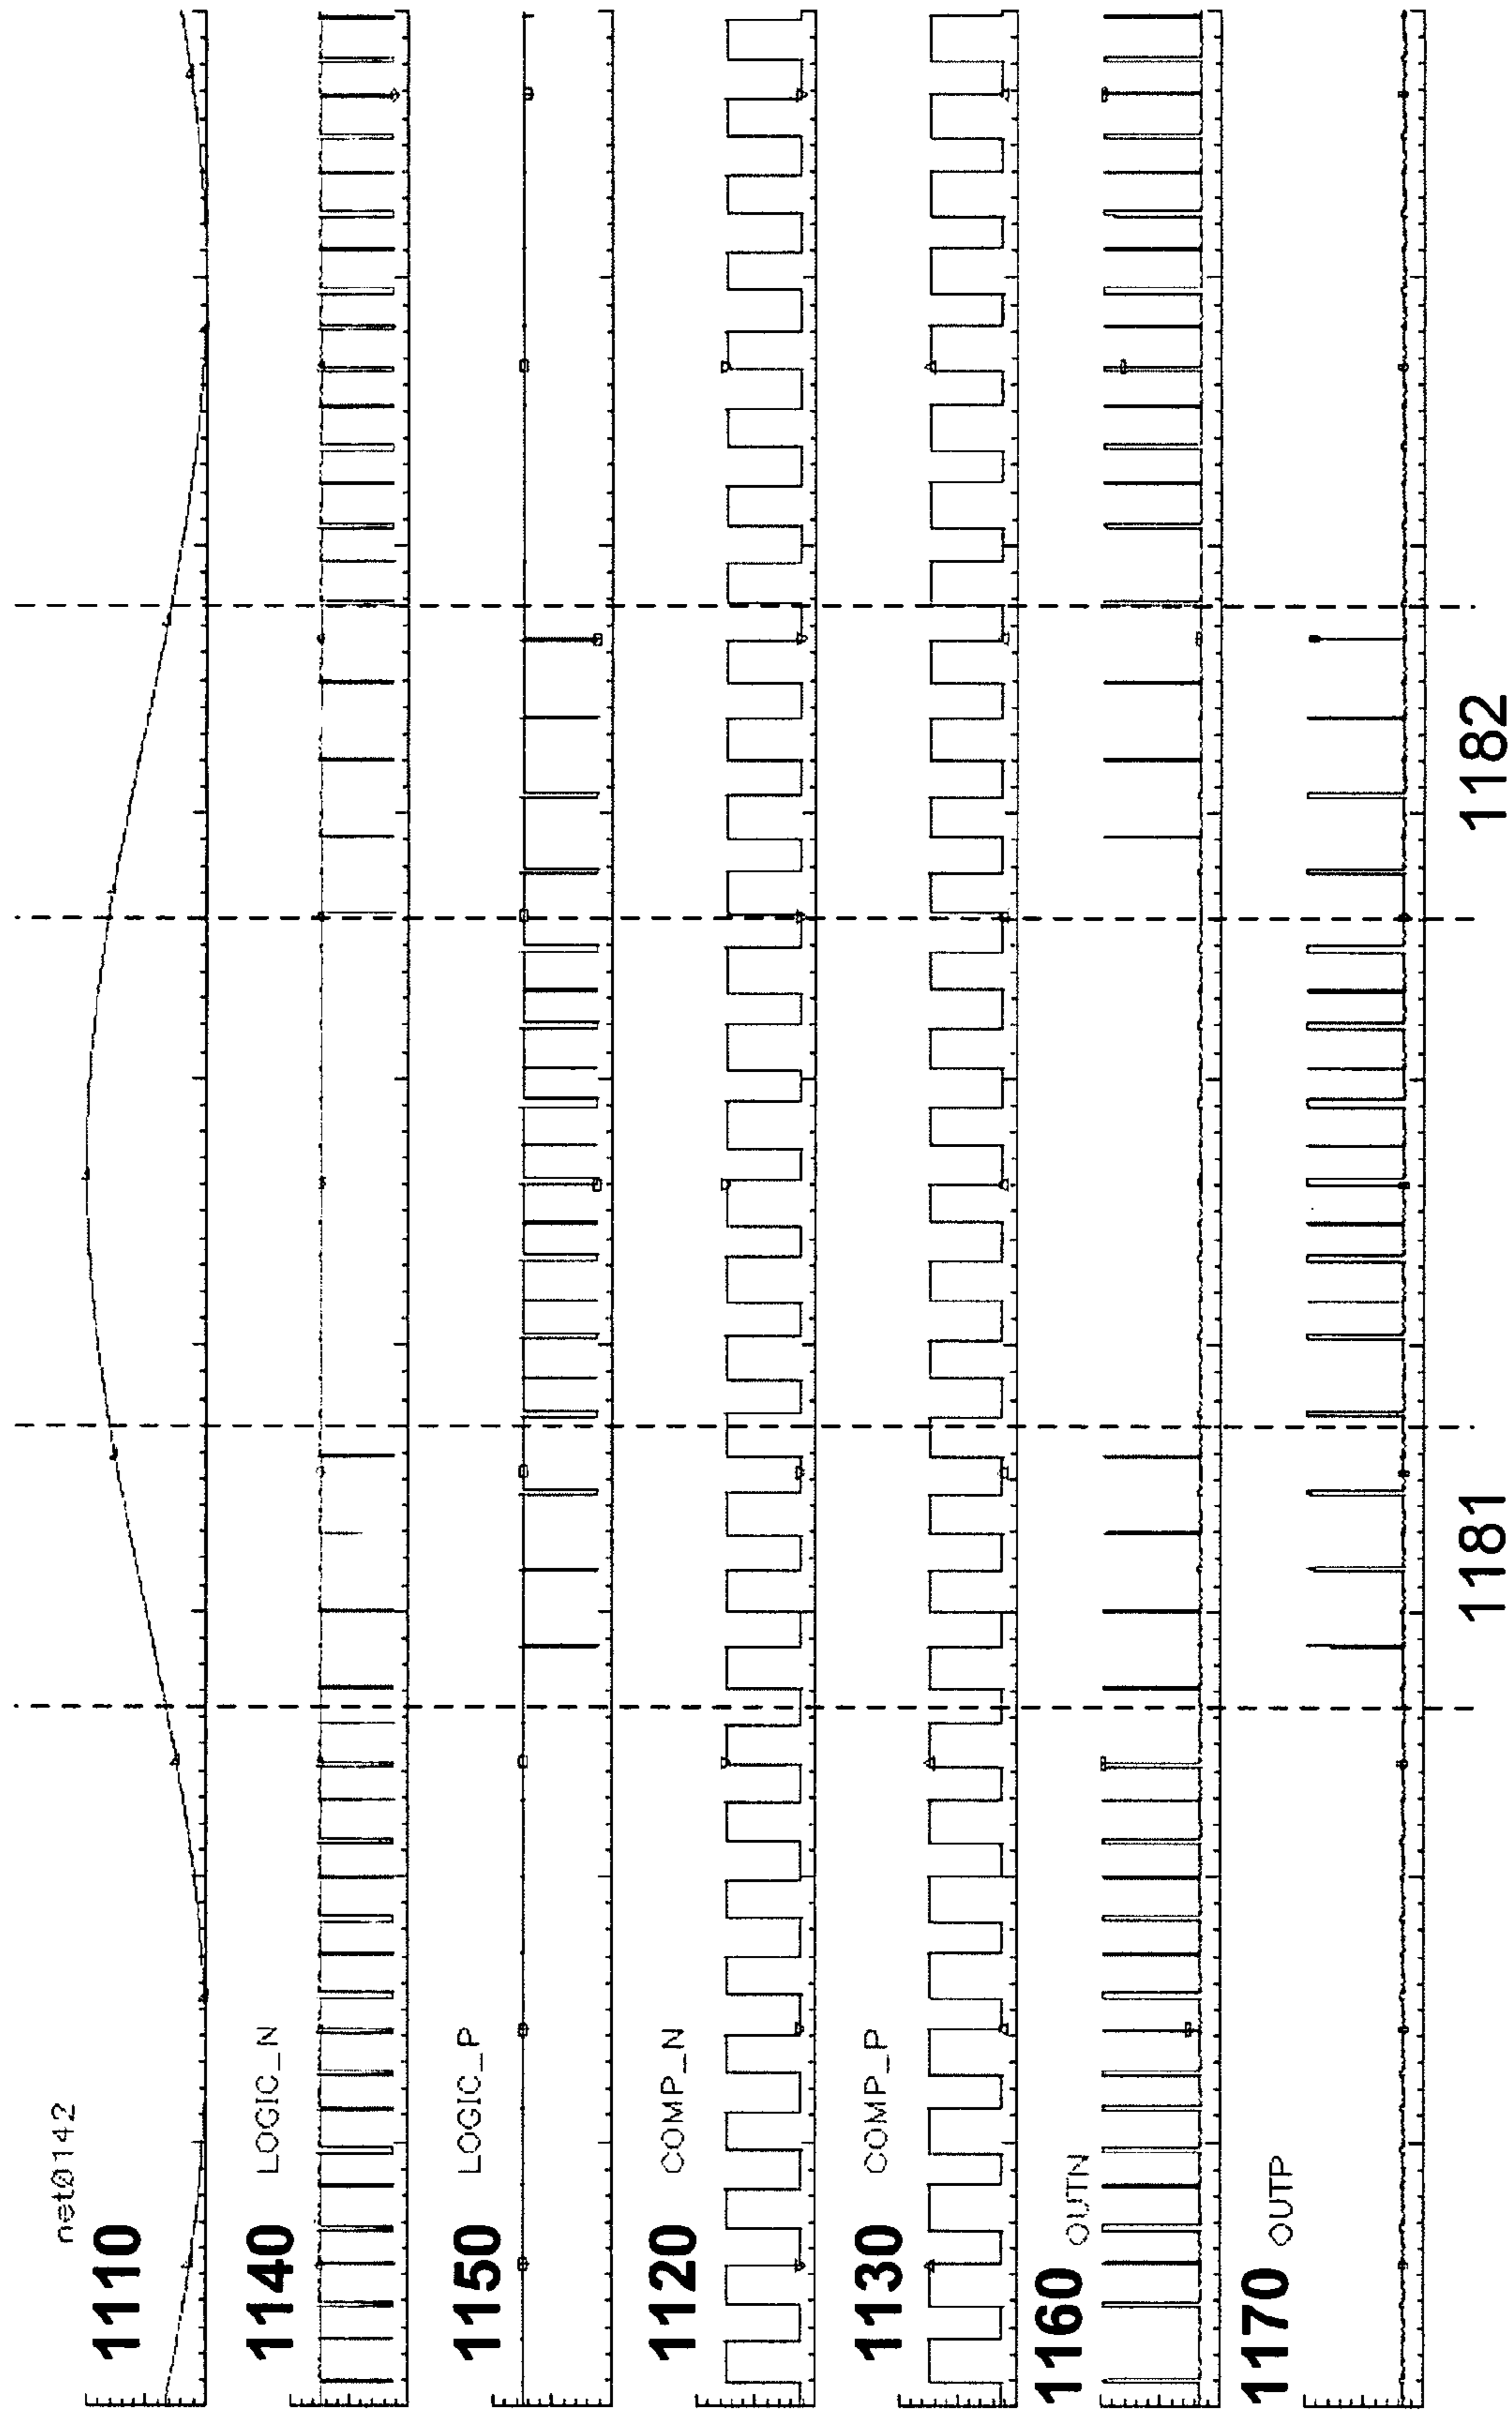 net0142
1110
1140 LOGIC_N
1150 LOGIC_P
1120 COMP_N
1130 COMP_P
1160 OUTN
1170 OUTP
1181
1182